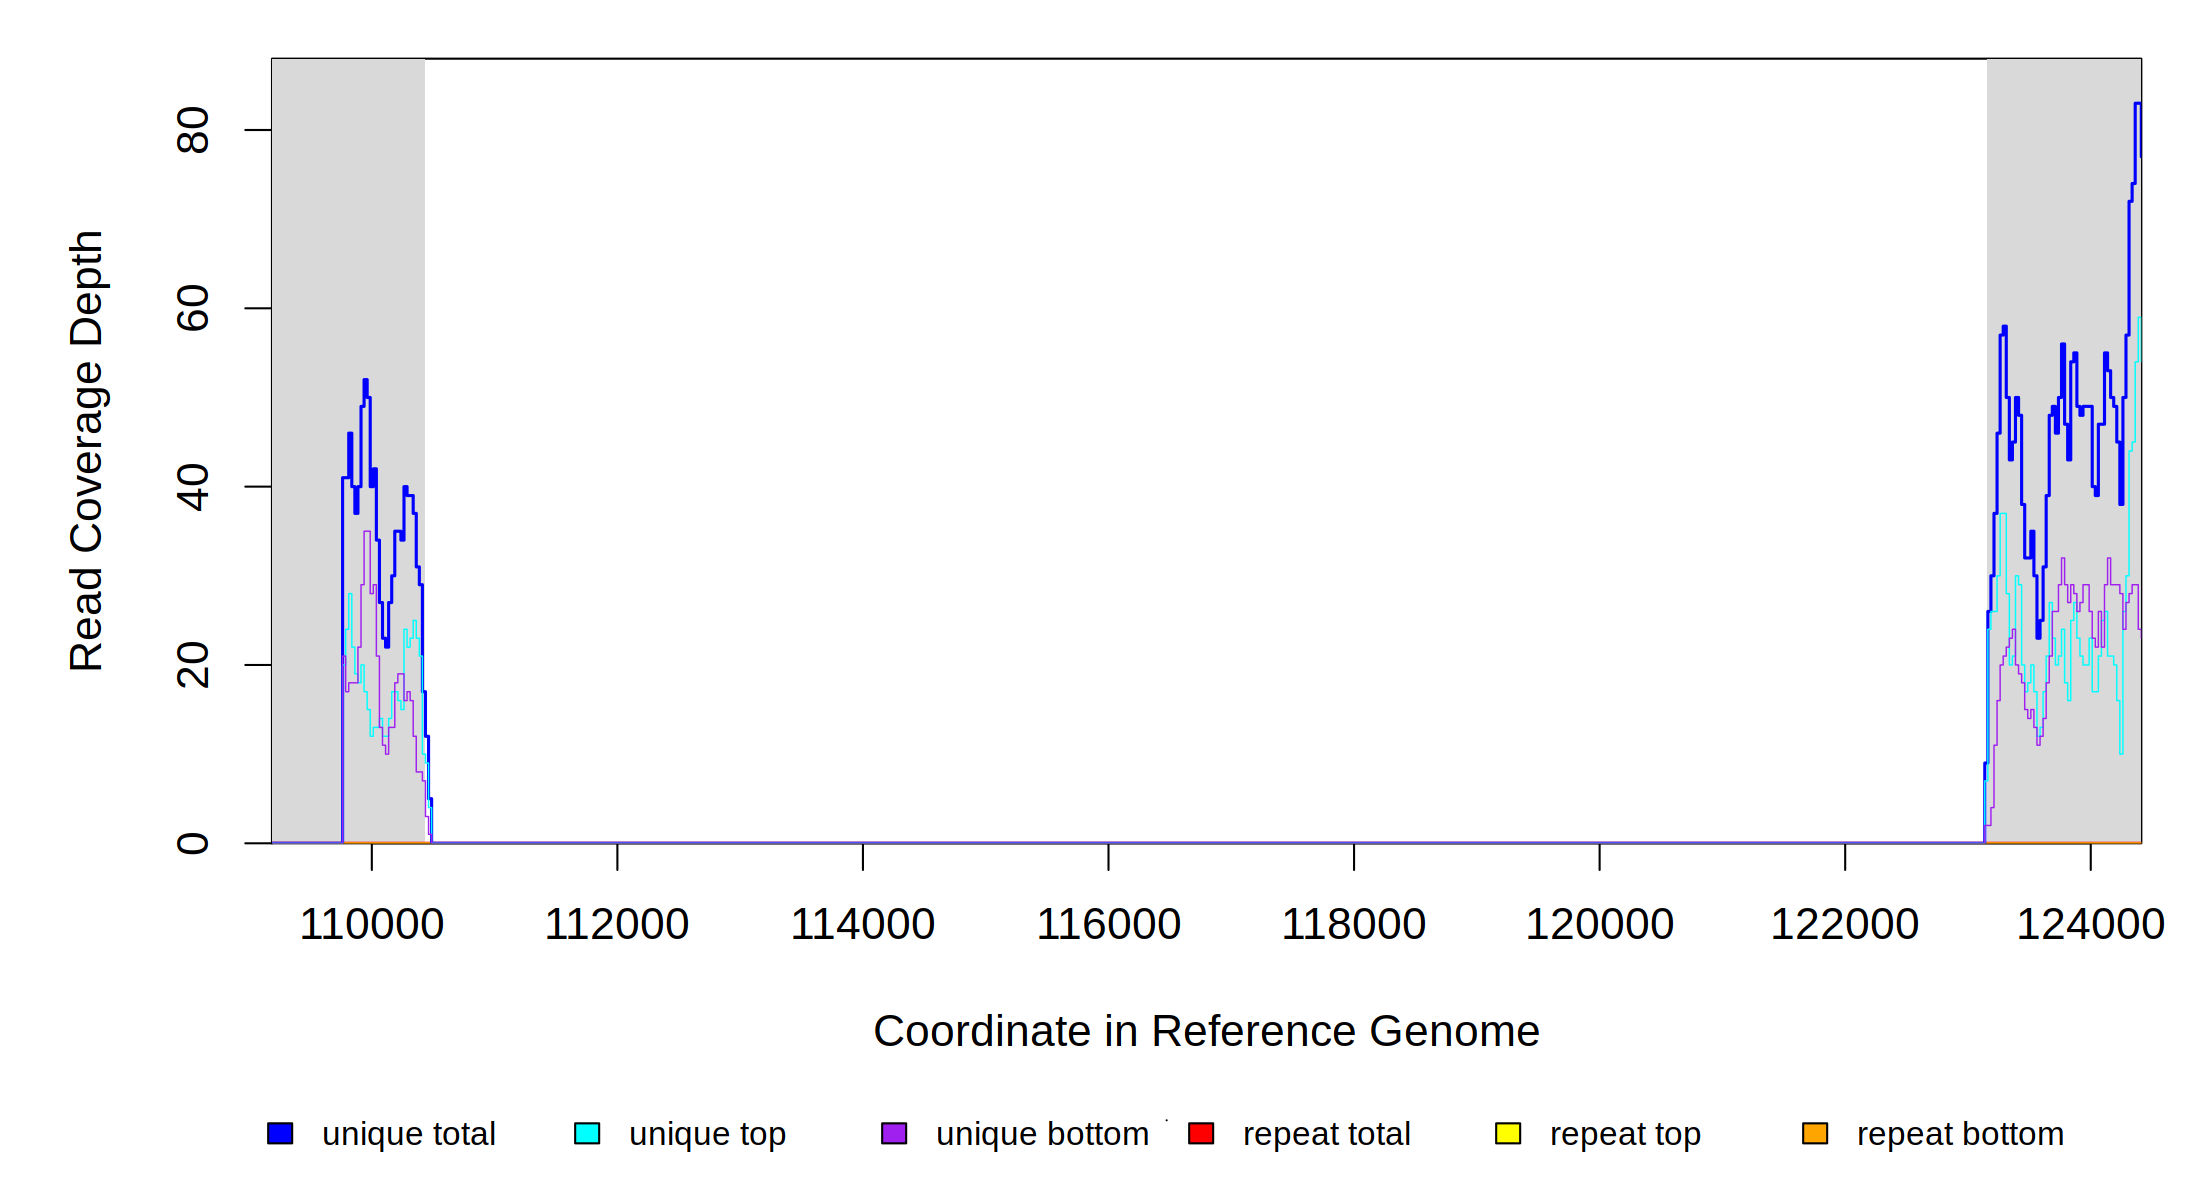 80
60
40
20
0
Read Coverage Depth
110000 112000 114000 116000 118000 120000 122000 124000
Coordinate in Reference Genome
unique total unique top unique bottom repeat total repeat top repeat bottom